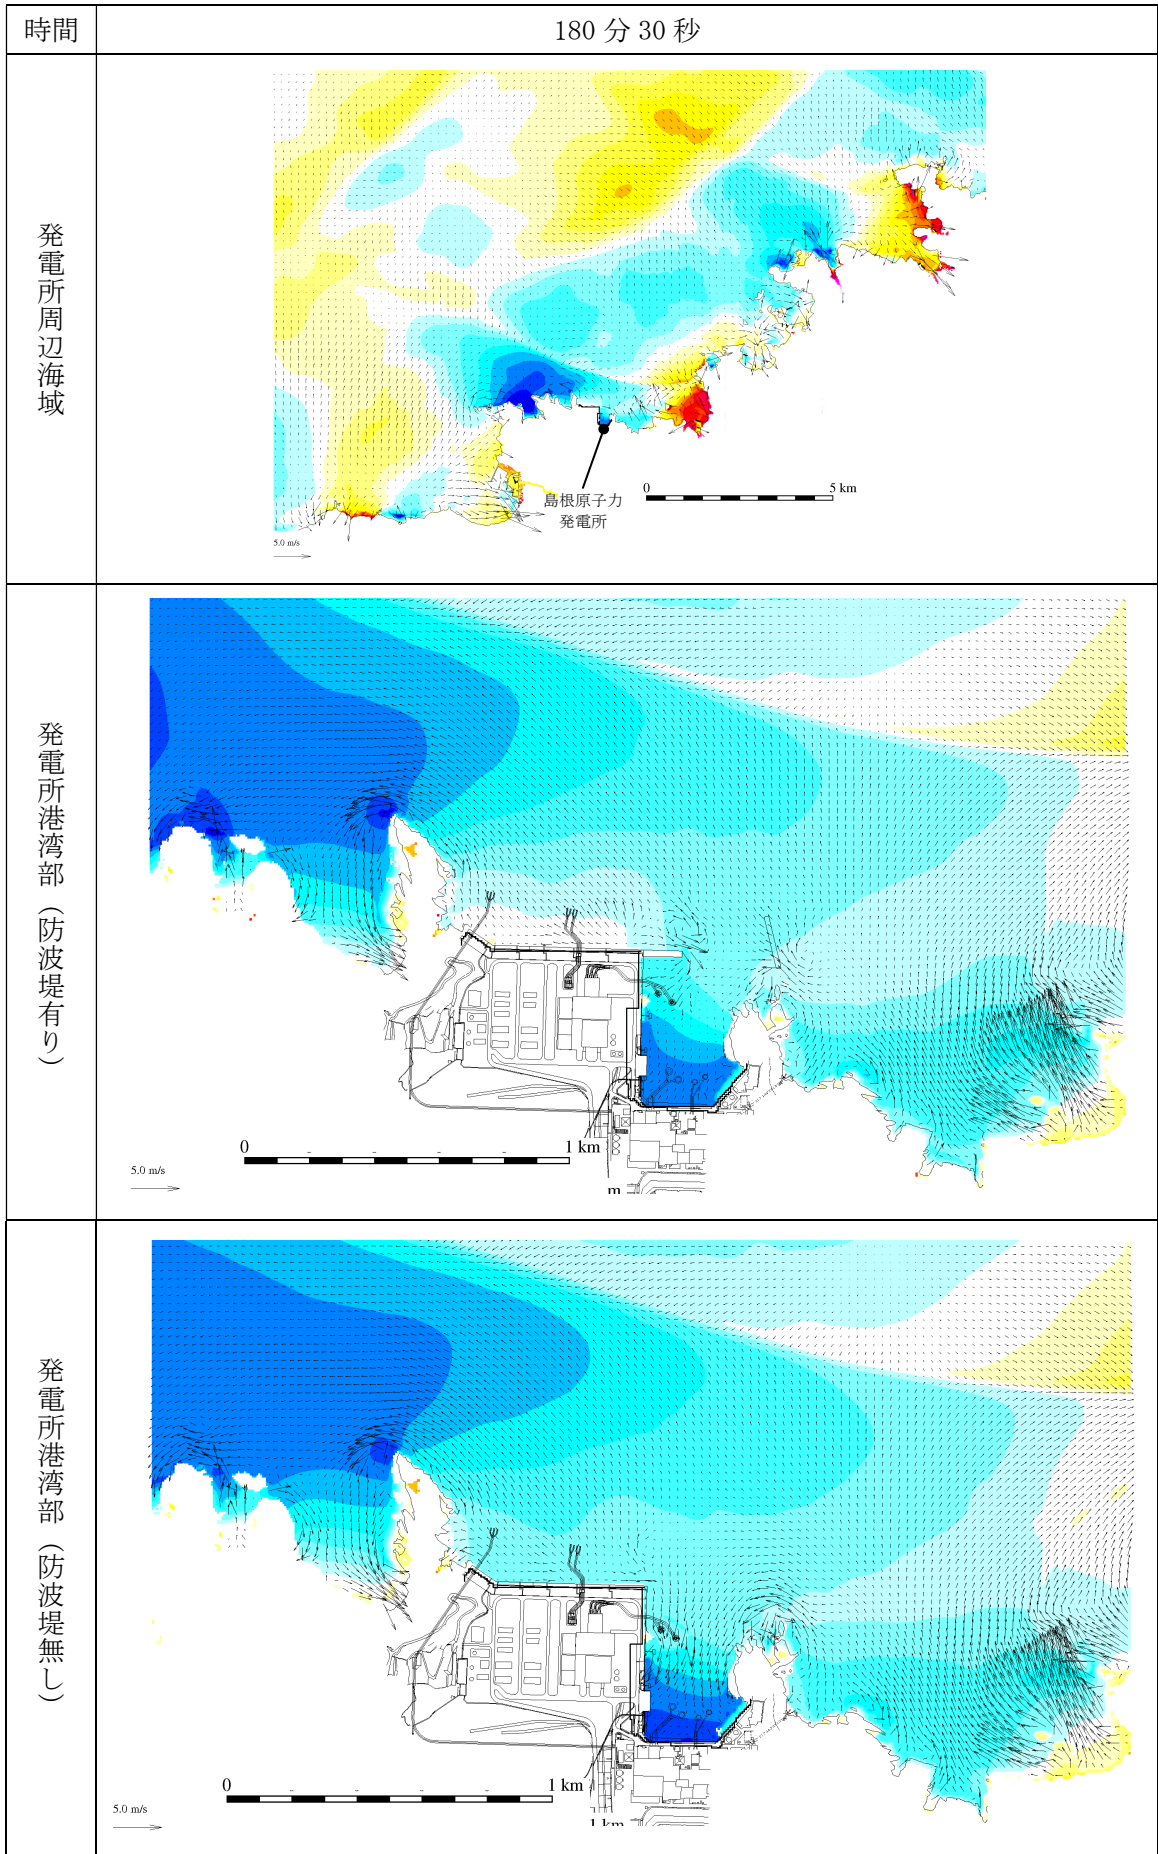 時間
180 分 30 秒
発電所周辺海域
島根原子力
発電所
0
5 km
5.0 m/s
発電所港湾部（防波堤有り）
0
1 km
5.0 m/s
m
発電所港湾部（防波堤無し）
0
1 km
5.0 m/s
1 km